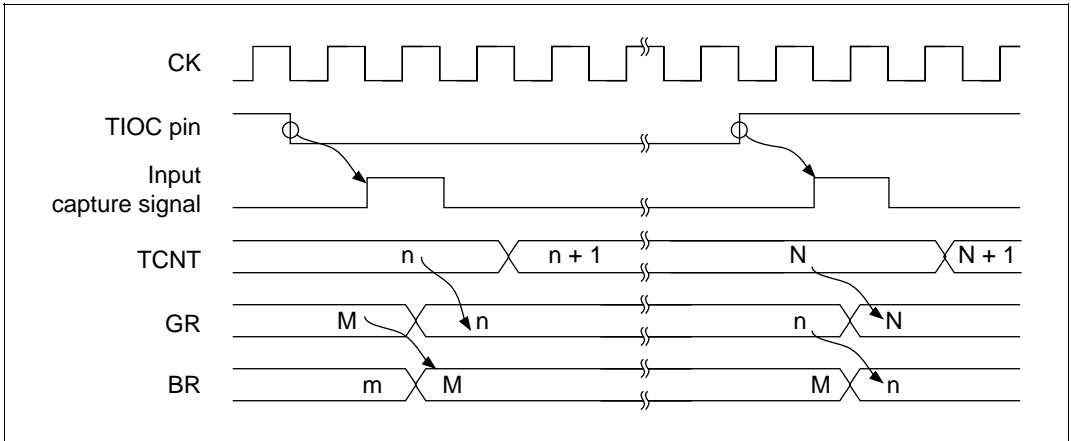 CK
TIOC pin
Input
capture signal
TCNT n n + 1 N N + 1
GR M n n N
BR m M M n